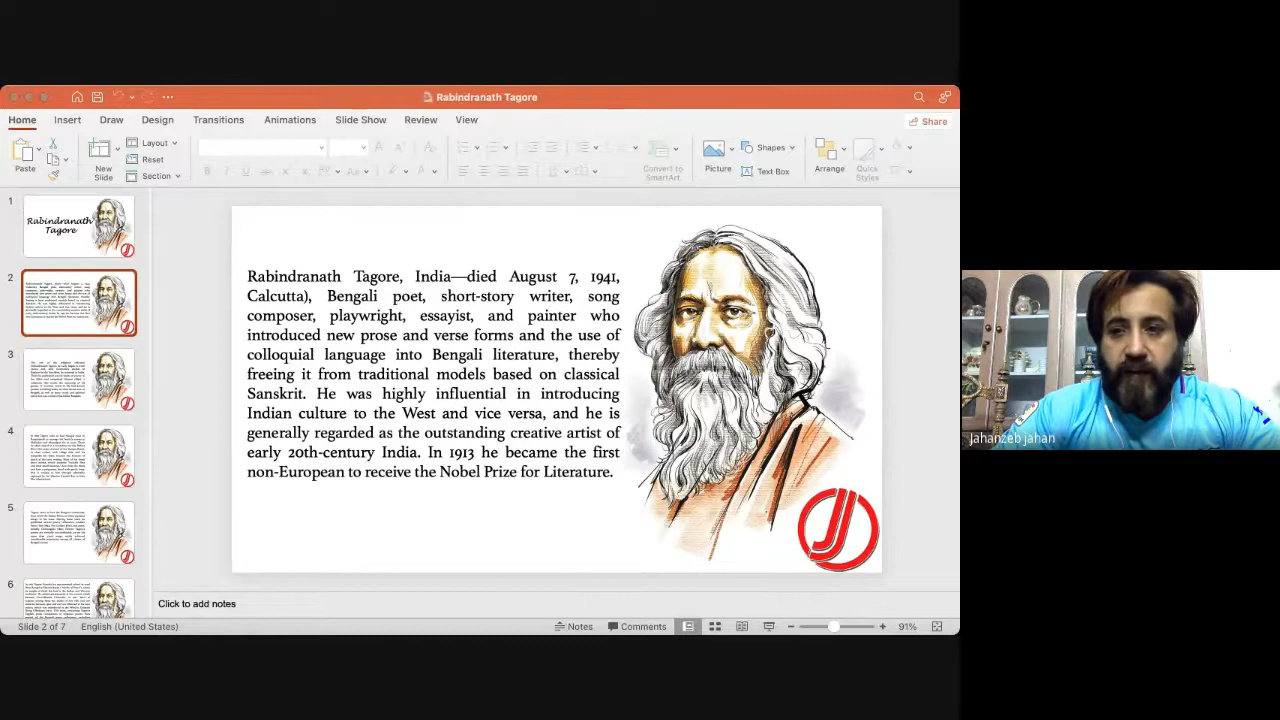 Rabindranath Tagore
Home Insert Draw Design Transitions Animations Slide Show Review View
Share
Paste
New Slide
Layout
Reset
Section
Convert to SmartArt
Picture
Shapes
Text Box
Arrange
Quick Styles
1
Rabindranath
Tagore
2
3
4
5
6
Rabindranath Tagore, India—died August 7, 1941,
Calcutta), Bengali poet, short-story writer, song
composer, playwright, essayist, and painter who
introduced new prose and verse forms and the use of
colloquial language into Bengali literature, thereby
freeing it from traditional models based on classical
Sanskrit. He was highly influential in introducing
Indian culture to the West and vice versa, and he is
generally regarded as the outstanding creative artist of
early 20th-century India. In 1913 he became the first
non-European to receive the Nobel Prize for Literature.
Click to add notes
Slide 2 of 7 English (United States)
Notes Comments 91%
Jahanzeb Jahan